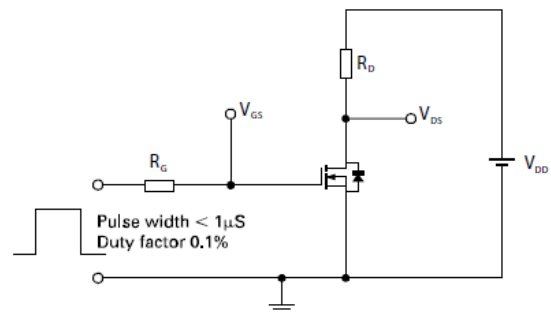 R_D
V_GS
V_DS
R_G
V_DD
Pulse width < 1µS
Duty factor 0.1%